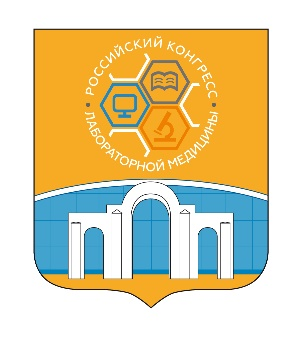 РОССИЙСКИЙ КОНГРЕСС
ЛАБОРАТОРНОЙ МЕДИЦИНЫ